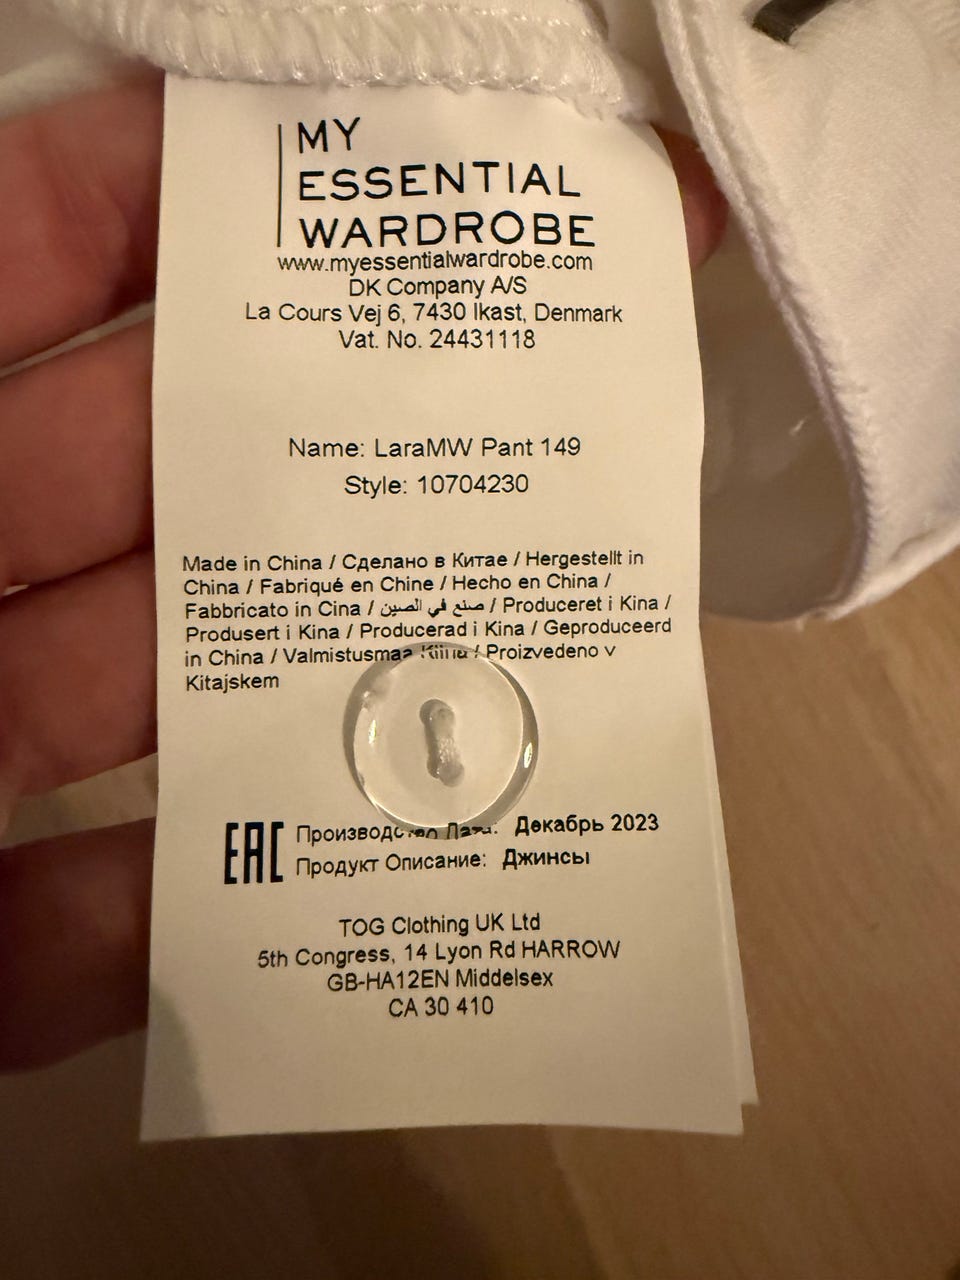 MY
ESSENTIAL
WARDROBE
www.myessentialwardrobe.com
DK Company A/S
La Cours Vej 6, 7430 Ikast, Denmark
Vat. No. 24431118
Name: LaraMW Pant 149
Style: 10704230
Made in China / Сделано в Китае / Hergestellt in
China / Fabriqué en Chine / Hecho en China /
Fabbricato in Cina / صنع في الصين / Produceret i Kina /
Produsert i Kina / Producerad i Kina / Geproduceerd
in China / Valmistusmaa Kiina / Proizvedeno v
Kitajskem
EAC
Декабрь 2023
Продукт Описание: Джинсы
TOG Clothing UK Ltd
5th Congress, 14 Lyon Rd HARROW
GB-HA12EN Middelsex
CA 30 410